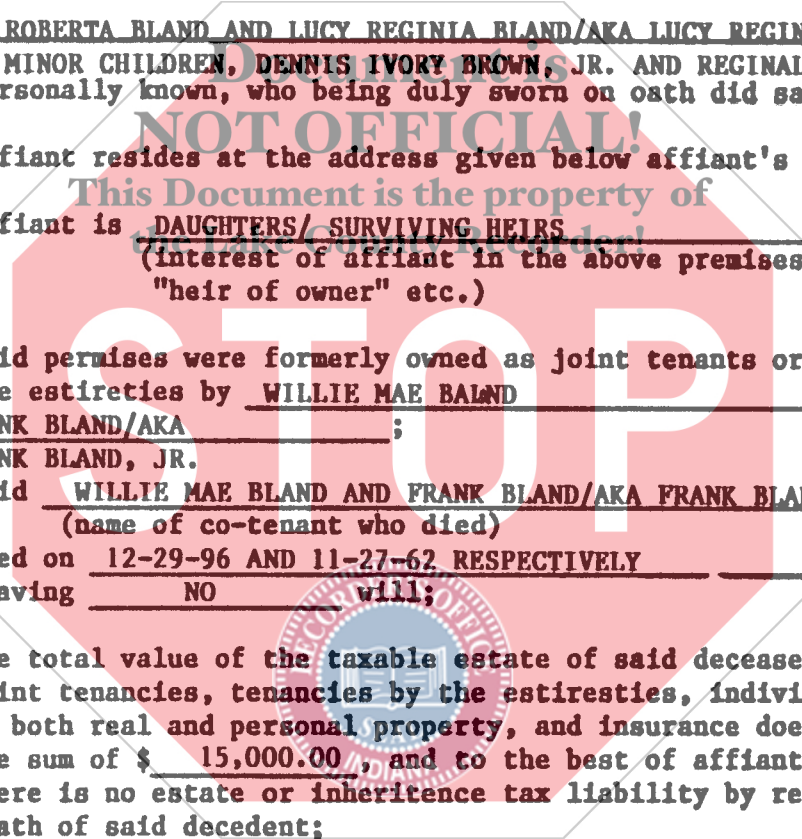 ROBERTA BLAND AND LUCY REGINIA BLAND/AKA LUCY REGIN
MINOR CHILDREN, DENNIS IVORY BROWN, JR. AND REGINAL
rsonally known, who being duly sworn on oath did sa
fiant resides at the address given below affiant's
fiant is DAUGHTERS/ SURVIVING HEIRS
(interest of affiant in the above premises
"heir of owner" etc.)
id permises were formerly owned as joint tenants or
e estireties by WILLIE MAE BALND
NK BLAND/AKA ;
NK BLAND, JR.
id WILLIE MAE BLAND AND FRANK BLAND/AKA FRANK BLAN
(name of co-tenant who died)
ed on 12-29-96 AND 11-27-62 RESPECTIVELY
aving NO will;
e total value of the taxable estate of said decease
int tenancies, tenancies by the estiresties, indivi
both real and personal property, and insurance doe
e sum of $ 15,000.00 , and to the best of affiant
ere is no estate or inheritence tax liability by re
ath of said decedent;
Document is
NOT OFFICIAL!
This Document is the property of
the Lake County Recorder!
STOP
RECORDER'S OFFICE
SEAL
INDIANA